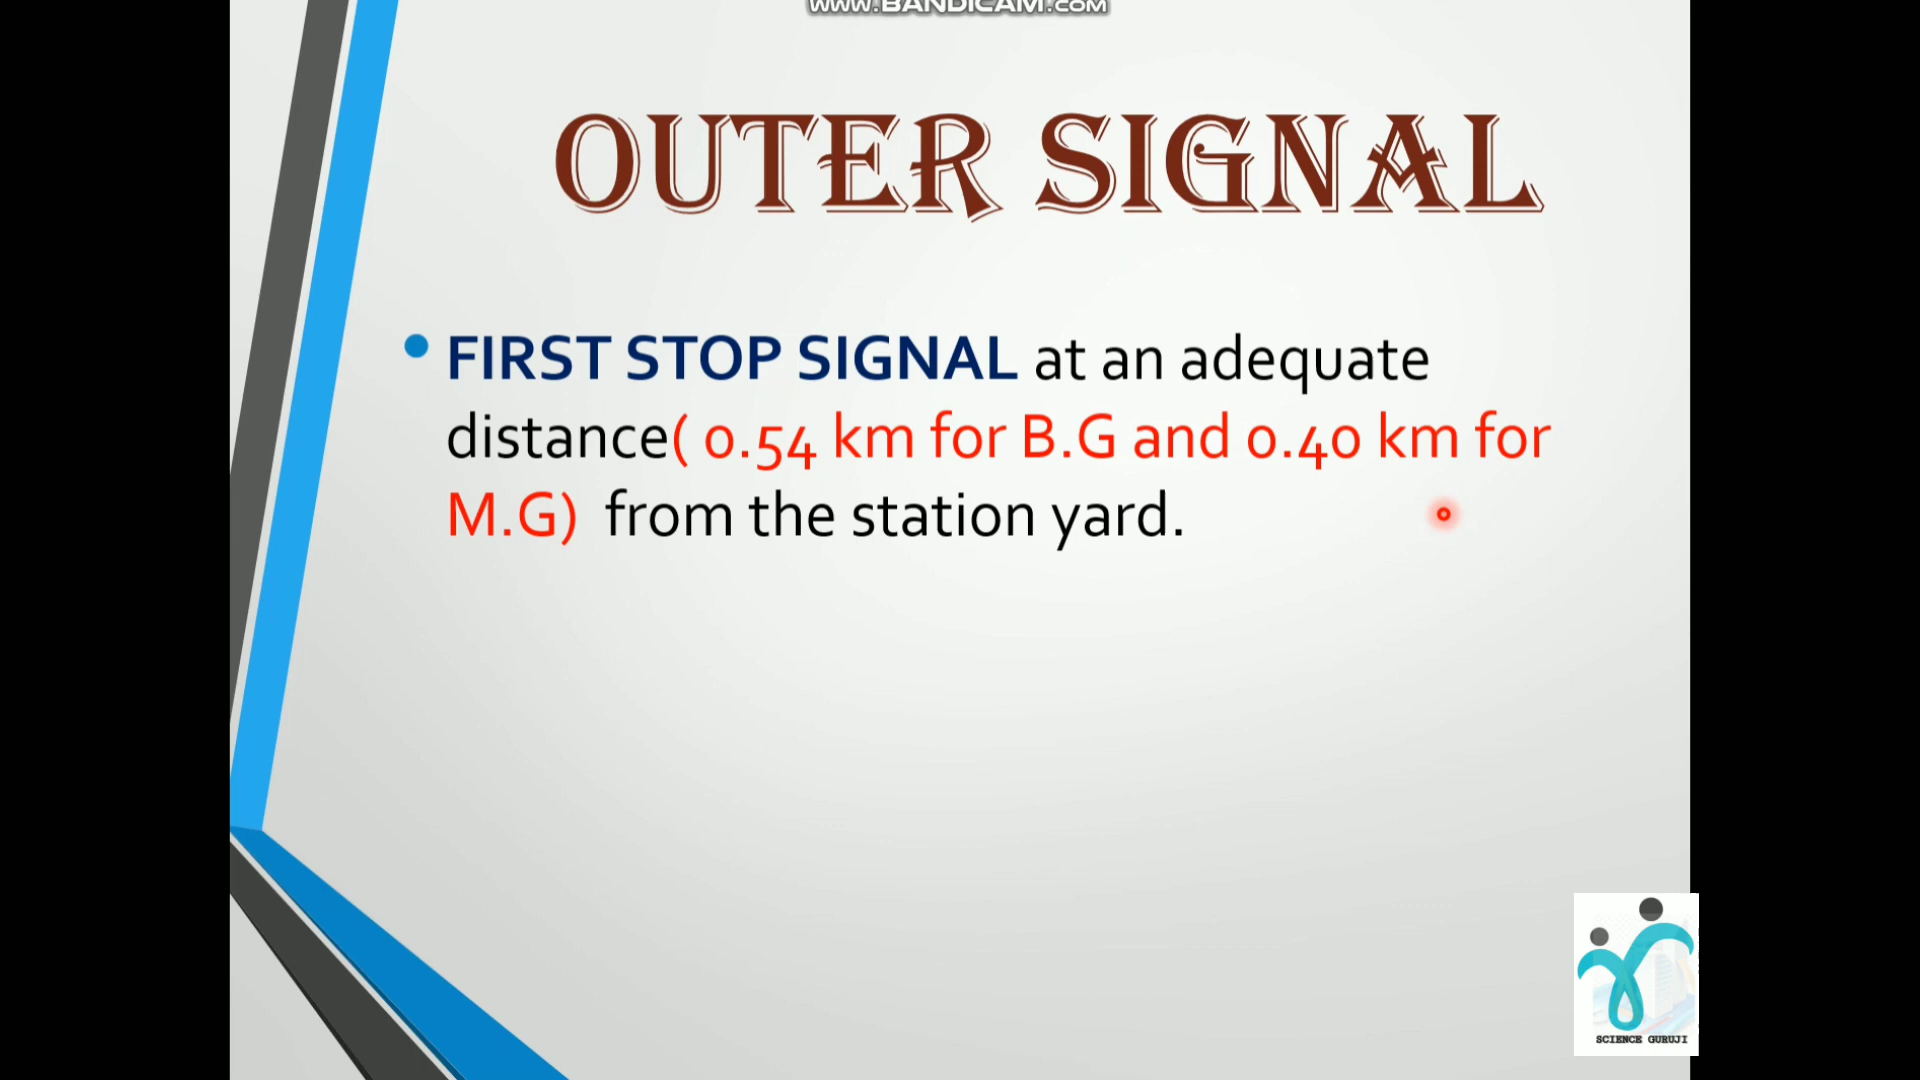 WWW.BANDICAM.COM
OUTER SIGNAL
• FIRST STOP SIGNAL at an adequate
distance( 0.54 km for B.G and 0.40 km for
M.G)  from the station yard.
SCIENCE GURUJI